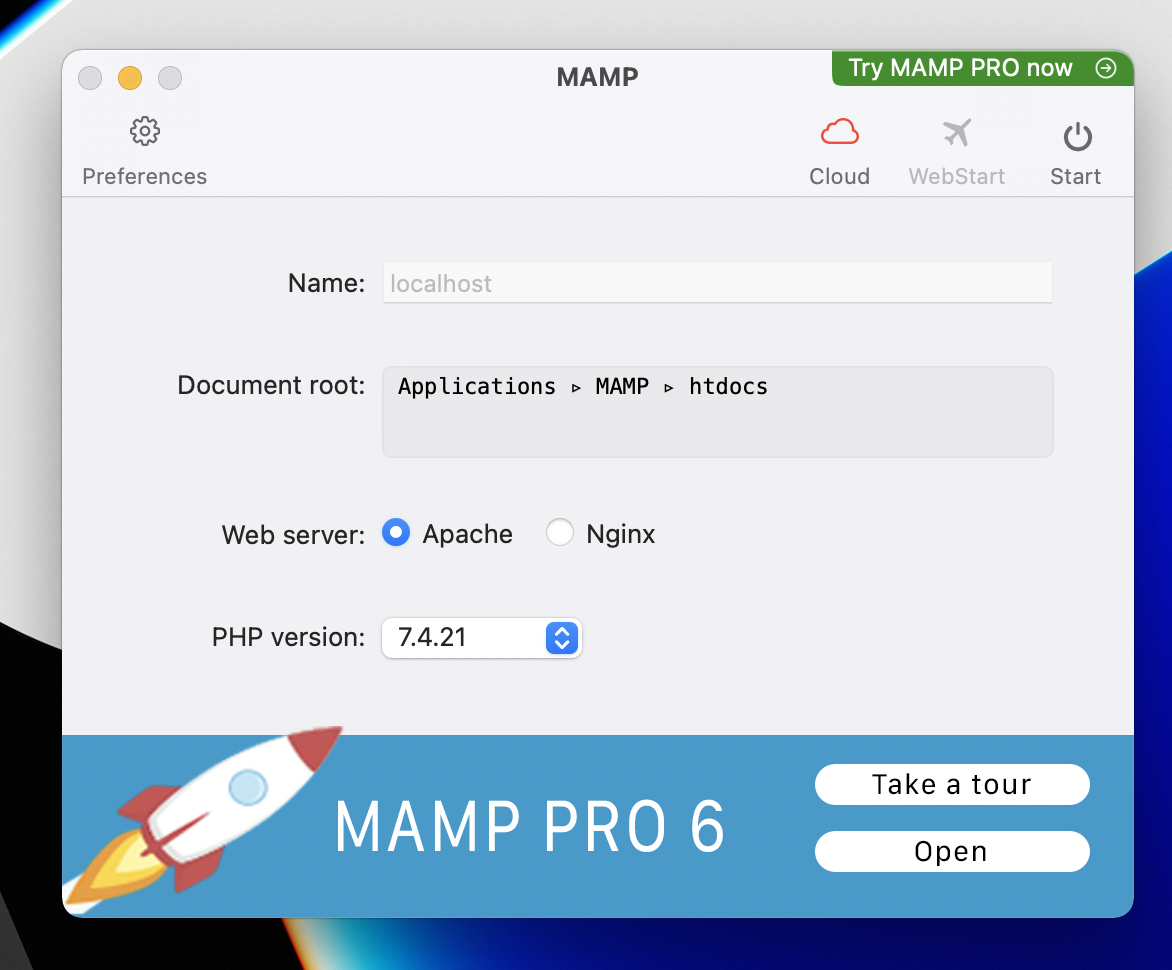 MAMP
Try MAMP PRO now
Preferences
Cloud
WebStart
Start
Name: localhost
Document root: Applications ▹ MAMP ▹ htdocs
Web server: Apache Nginx
PHP version: 7.4.21
MAMP PRO 6
Take a tour
Open